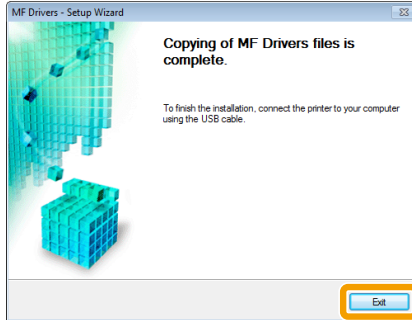 MF Drivers - Setup Wizard
Copying of MF Drivers files is
complete.
To finish the installation, connect the printer to your computer
using the USB cable.
Exit